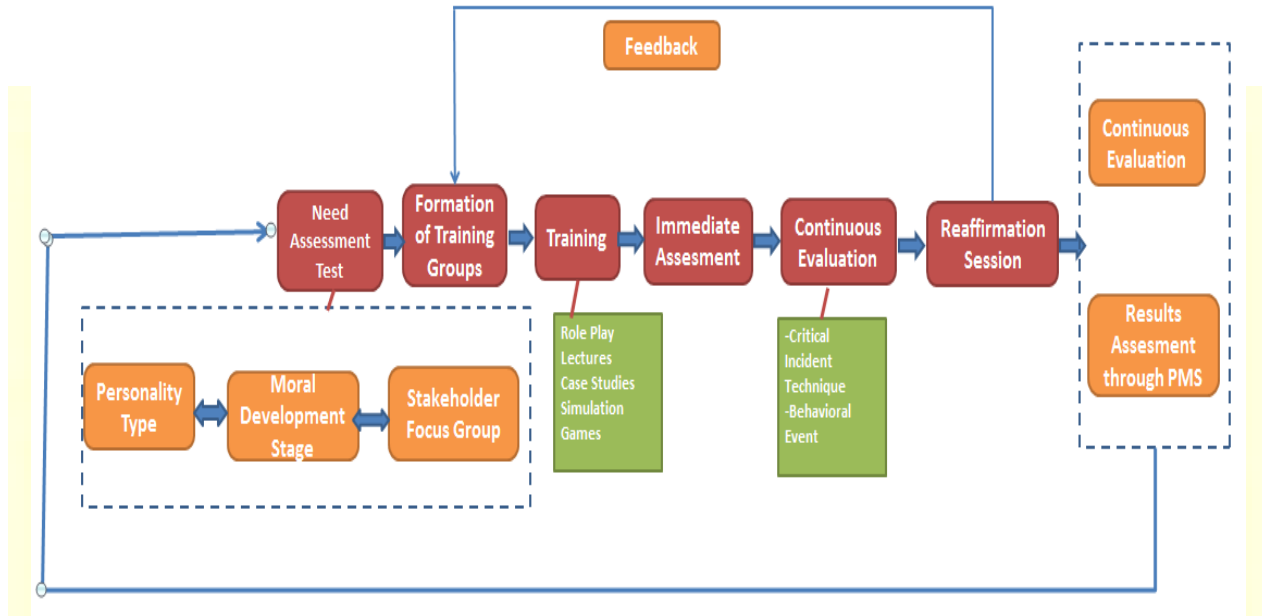 Feedback
Continuous
Evaluation
Need
Assessment
Test
Formation
of Training
Groups
Training
Immediate
Assesment
Continuous
Evaluation
Reaffirmation
Session
Results
Assesment
through PMS
Role Play
Lectures
Case Studies
Simulation
Games
-Critical
Incident
Technique
-Behavioral
Event
Personality
Type
Moral
Development
Stage
Stakeholder
Focus Group